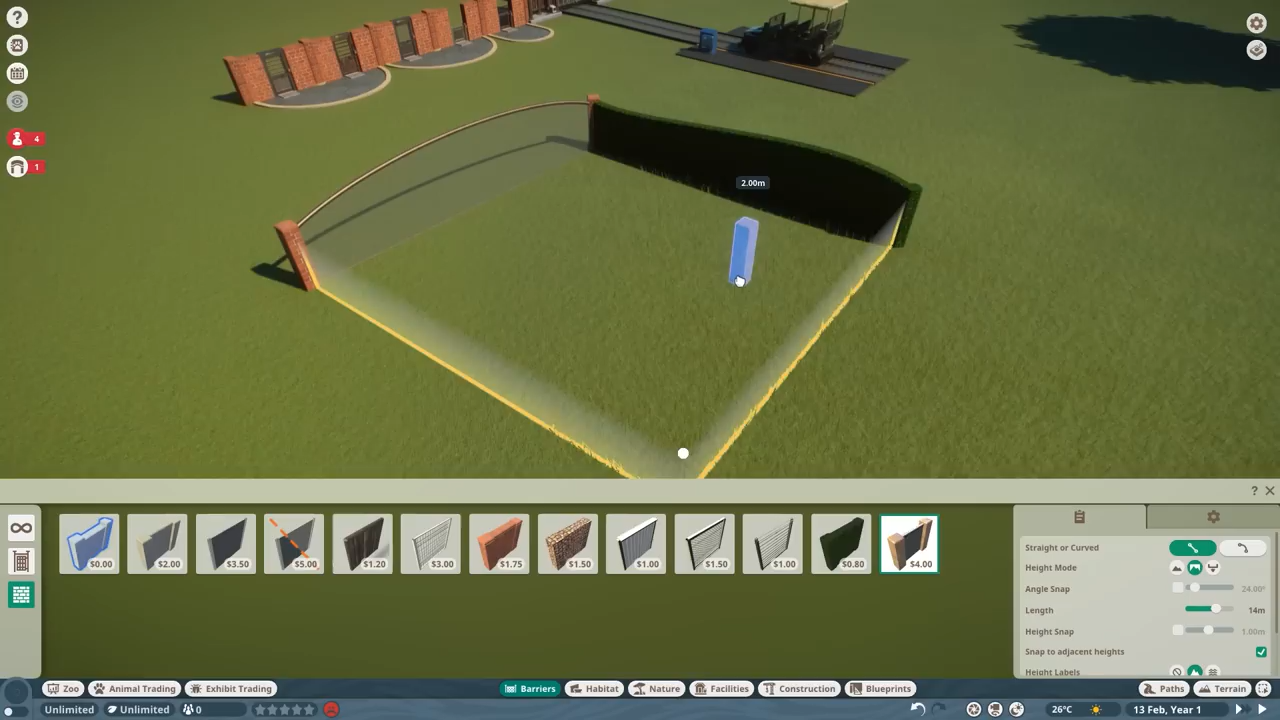 ?
4
1
2.00m
? ×
$0.00 $2.00 $3.50 $5.00 $1.20 $3.00 $1.75 $1.50 $1.00 $1.50 $1.00 $0.80 $4.00
Straight or Curved
Height Mode
Angle Snap 24.00°
Length 14m
Height Snap 1.00m
Snap to adjacent heights
Height Labels
Zoo Animal Trading Exhibit Trading Barriers Habitat Nature Facilities Construction Blueprints Paths Terrain
Unlimited Unlimited 0 26°C 13 Feb, Year 1